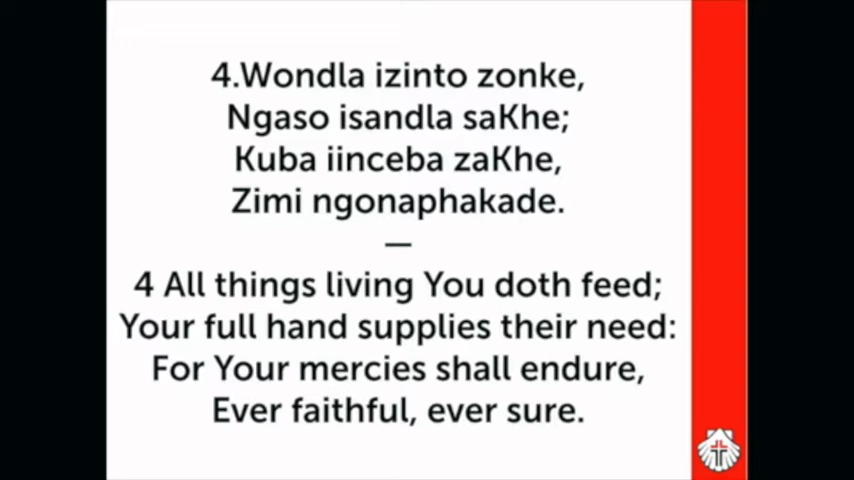 4.Wondla izinto zonke,
Ngaso isandla saKhe;
Kuba iinceba zaKhe,
Zimi ngonaphakade.
—
4 All things living You doth feed;
Your full hand supplies their need:
For Your mercies shall endure,
Ever faithful, ever sure.